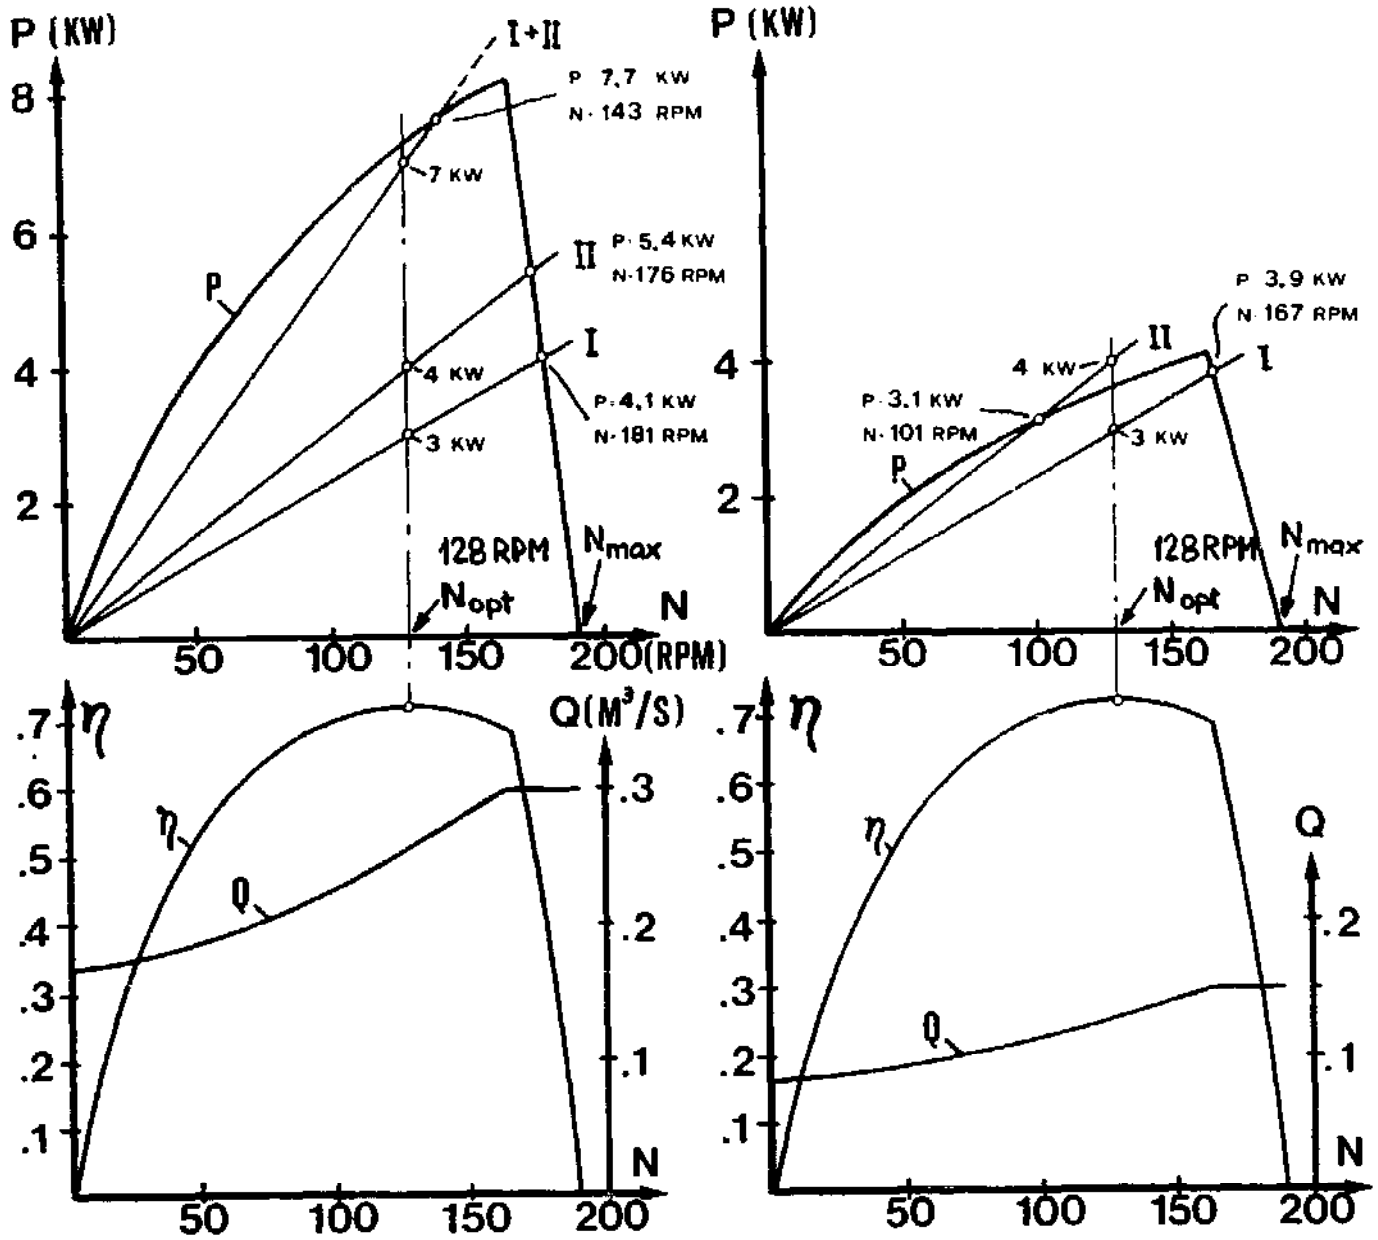 P (KW)
I+II
P 7,7 KW
N· 143 RPM
8
7 KW
6
II
P· 5,4 KW
N·176 RPM
P
I
4
4 KW
P·4,1 KW
N·181 RPM
3 KW
2
128 RPM
Nmax
Nopt
N
50
100
150
200(RPM)
P (KW)
P 3,9 KW
N· 167 RPM
II
4
4 KW
I
P·3.1 KW
N·101 RPM
3 KW
P
2
128 RPM
Nmax
Nopt
N
50
100
150
200
.7
η
Q(M³/S)
.6
.3
η
.5
Q
.4
.2
.3
.2
.1
.1
N
50
100
150
200
.7
η
.6
Q
η
.5
.4
.2
.3
Q
.2
.1
.1
N
50
100
150
200